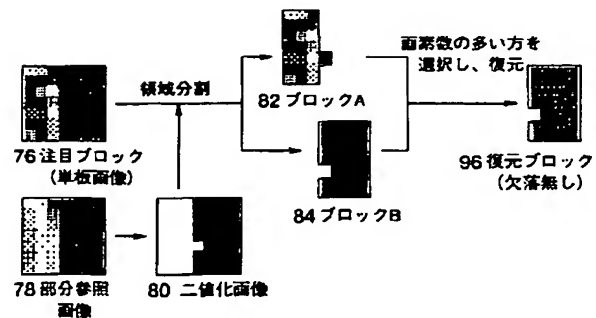 領域分割
76 注目ブロック
(単板画像)
78 部分参照
画像
80 二値化画像
82 ブロックA
84 ブロックB
画素数の多い方を
選択し、復元
96 復元ブロック
(欠落無し)